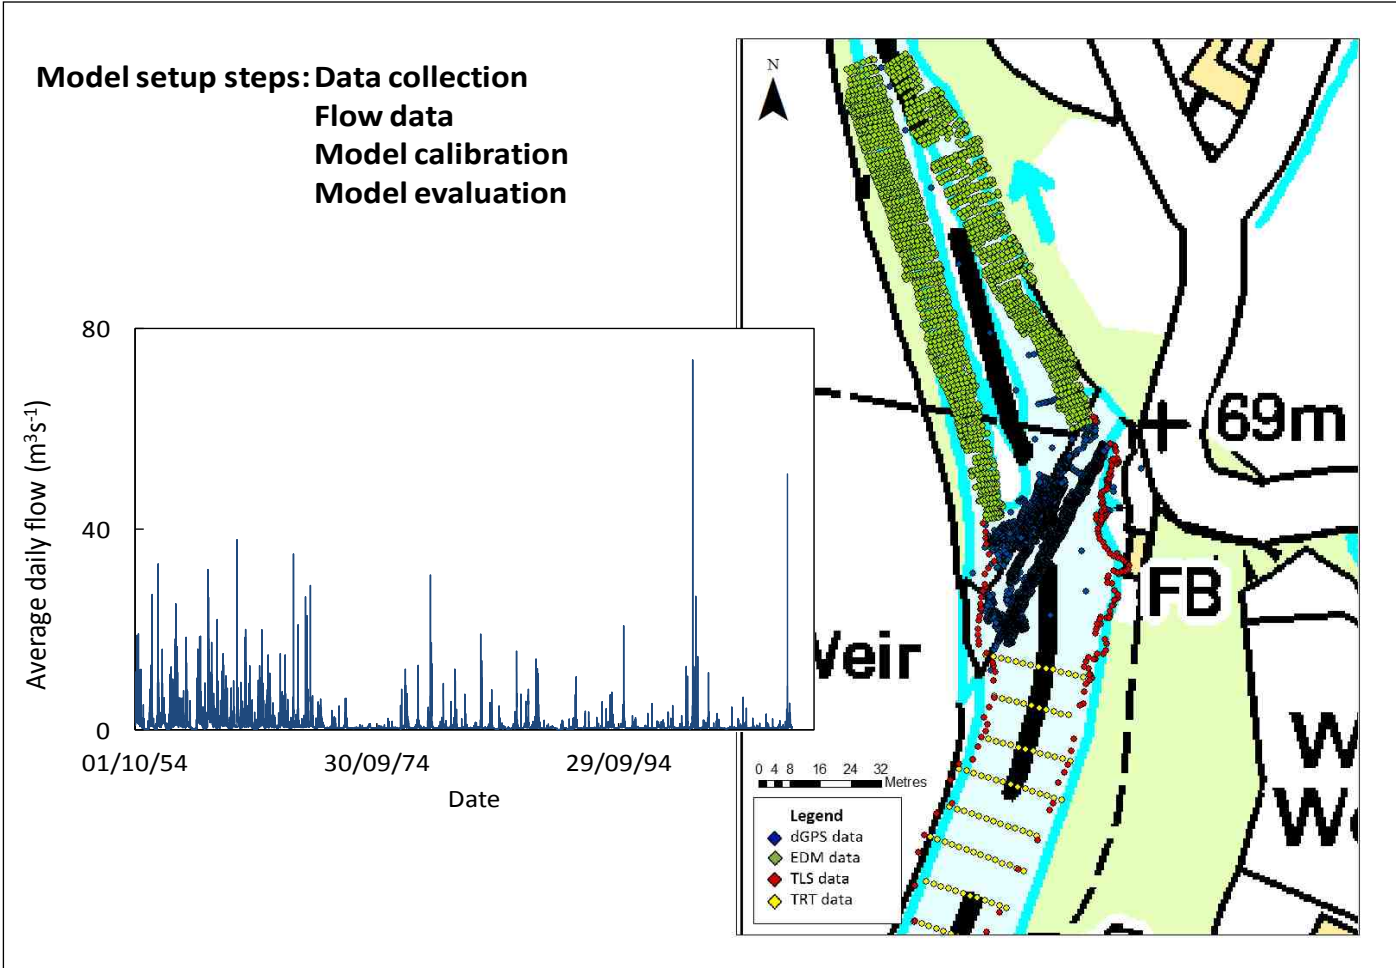 Model setup steps: Data collection
Flow data
Model calibration
Model evaluation
80
40
0
Average daily flow (m³s⁻¹)
01/10/54 30/09/74 29/09/94
Date
N
69m
FB
Weir
W
W
0 4 8 16 24 32
Metres
Legend
dGPS data
EDM data
TLS data
TRT data